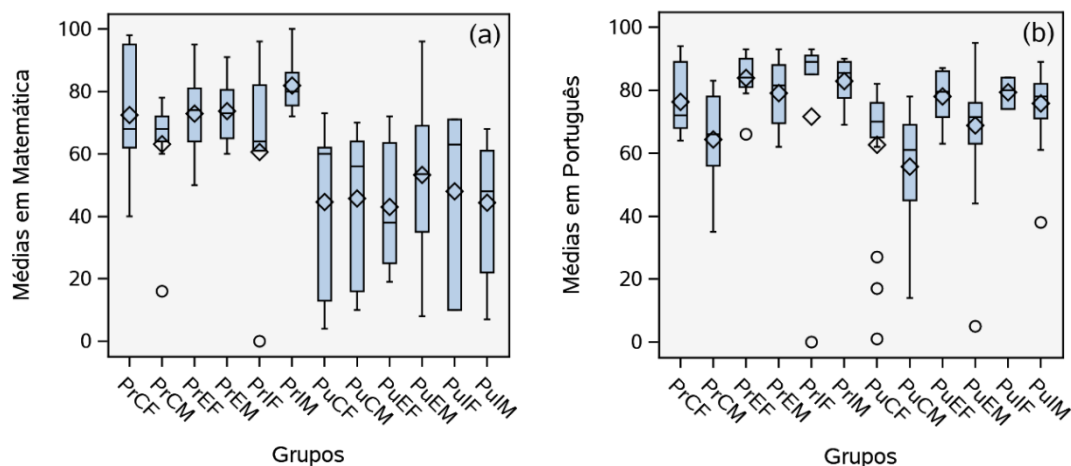 (a)
Médias em Matemática
100
80
60
40
20
0
PrCF PrCM PrEF PrEM PrIF PrIM PuCF PuCM PuEF PuEM PuIF PuIM
Grupos
(b)
Médias em Português
100
80
60
40
20
0
PrCF PrCM PrEF PrEM PrIF PrIM PuCF PuCM PuEF PuEM PuIF PuIM
Grupos